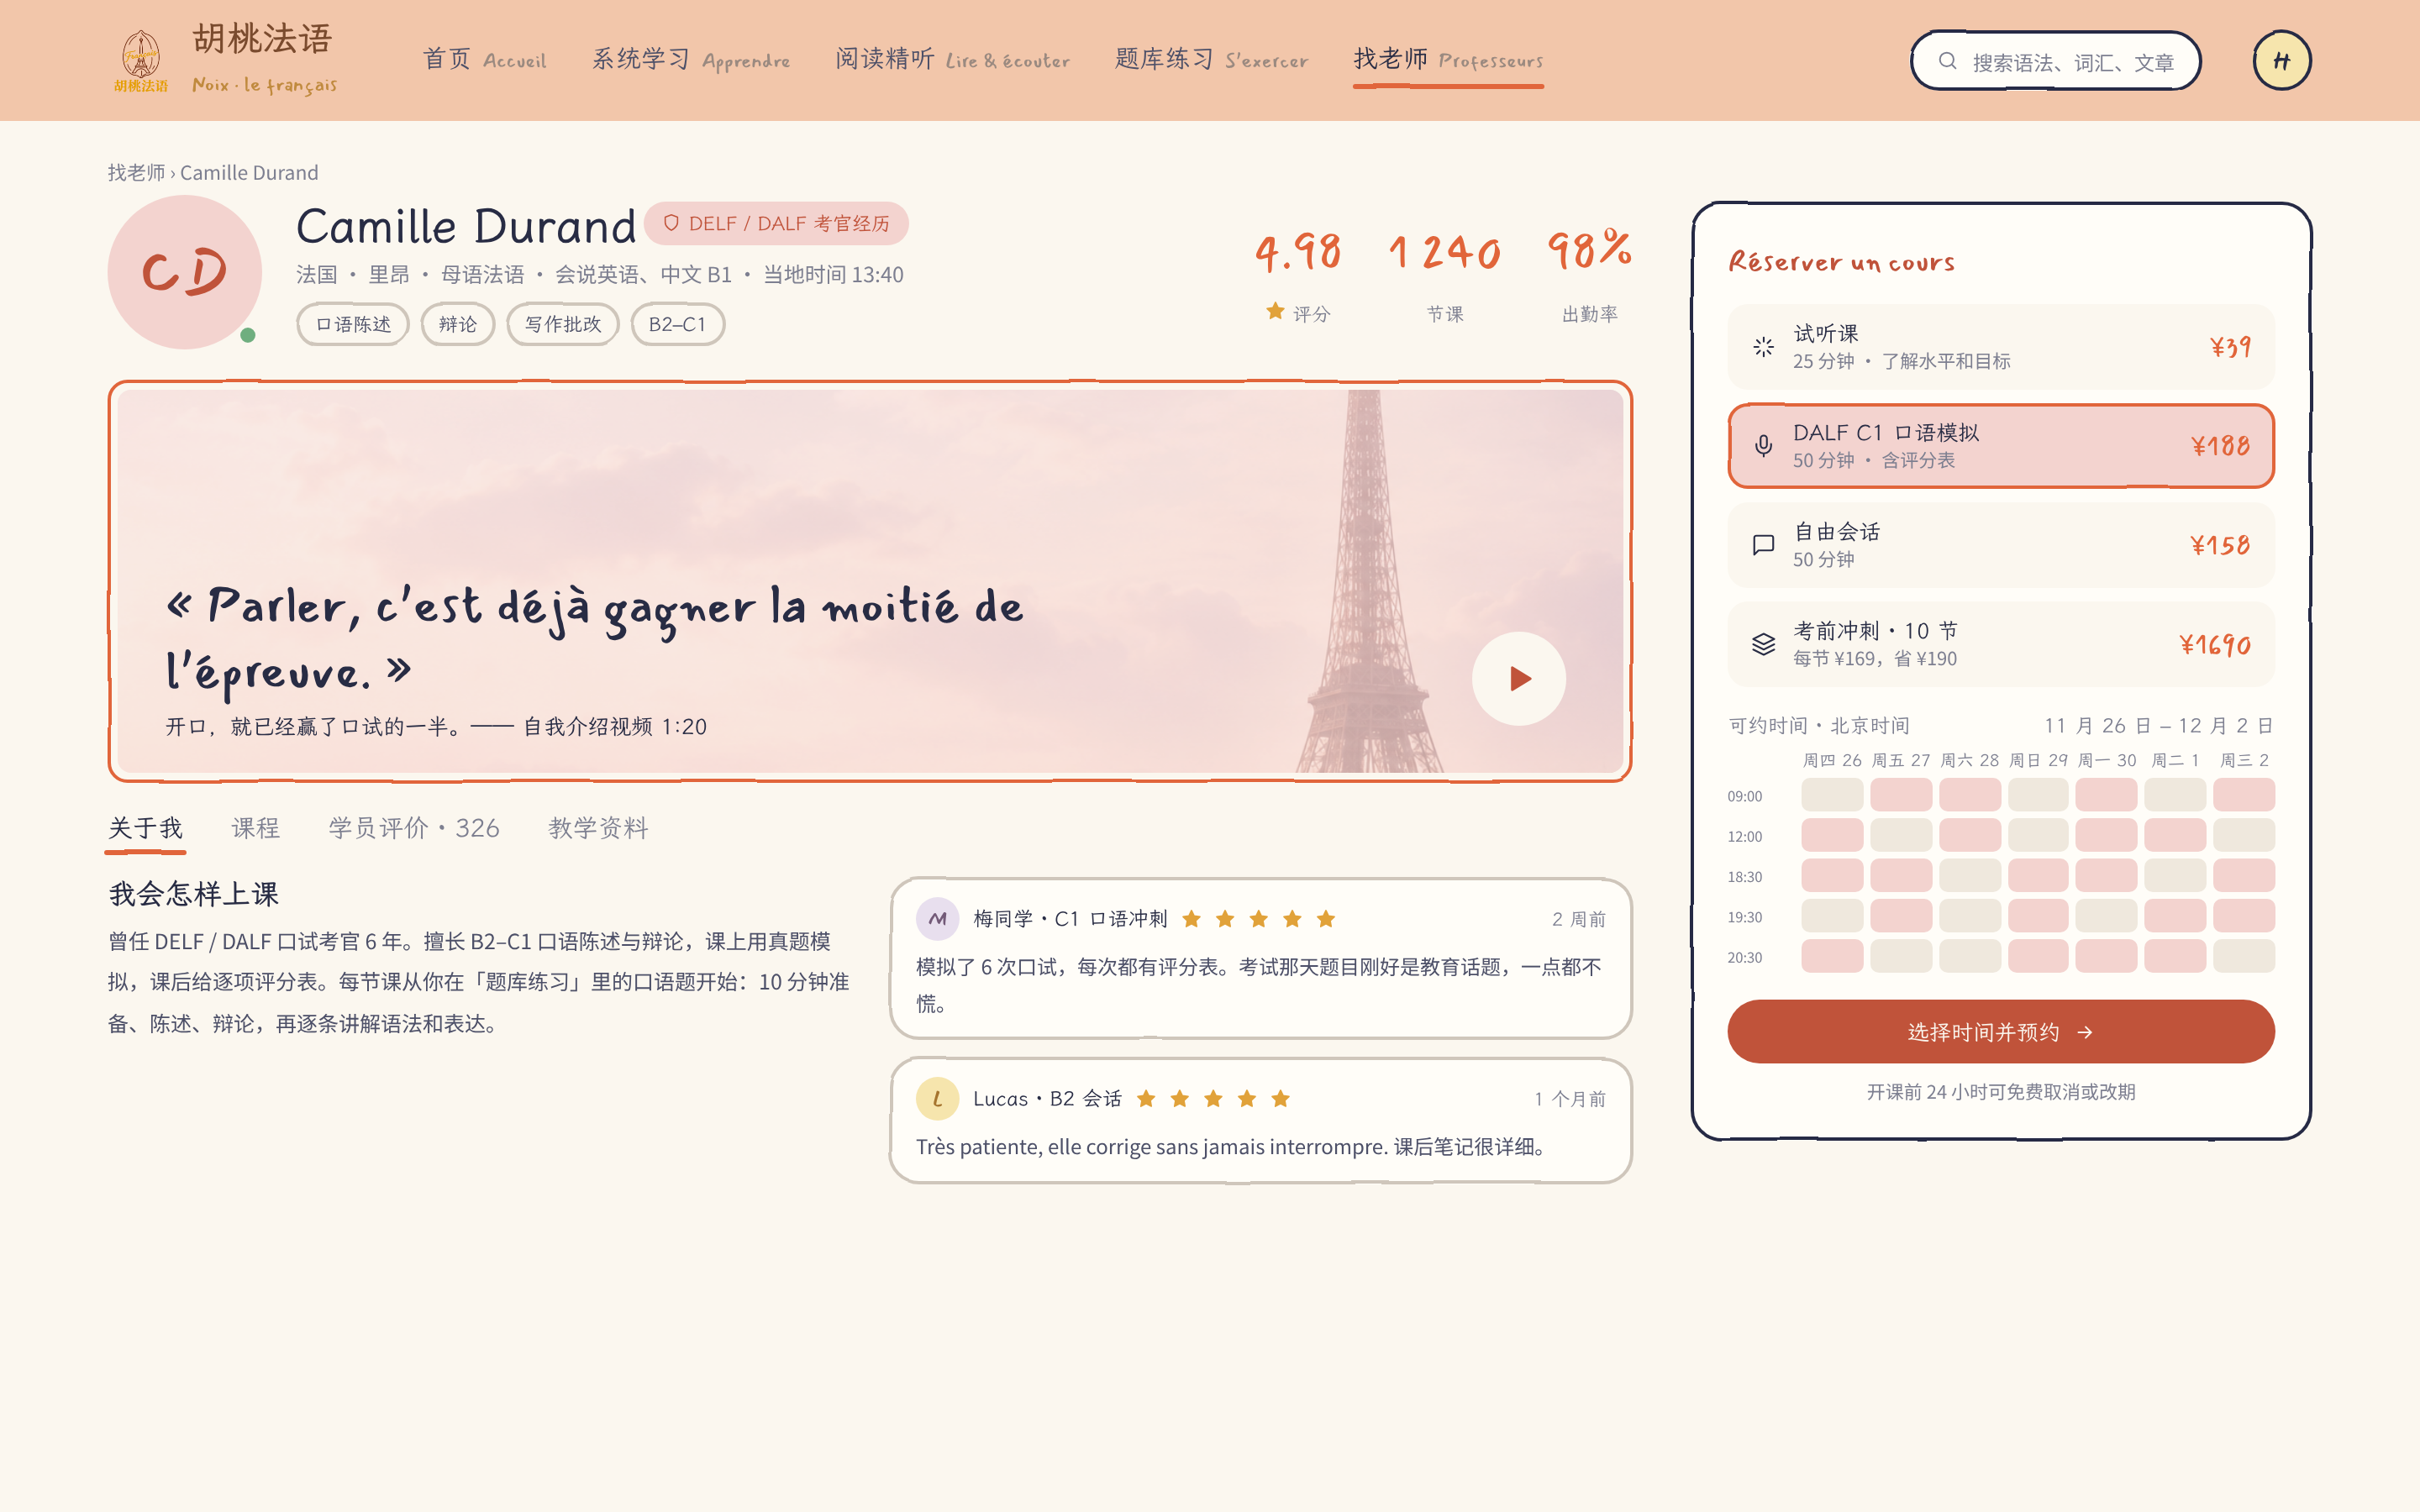 胡桃法语
Noix · le français
Français
胡桃法语
首页 Accueil
系统学习 Apprendre
阅读精听 Lire & écouter
题库练习 S'exercer
找老师 Professeurs
搜索语法、词汇、文章
H
找老师 › Camille Durand
CD
Camille Durand
DELF / DALF 考官经历
法国 · 里昂 · 母语法语 · 会说英语、中文 B1 · 当地时间 13:40
口语陈述
辩论
写作批改
B2–C1
4.98
评分
1 240
节课
98%
出勤率
« Parler, c'est déjà gagner la moitié de
l'épreuve. »
开口，就已经赢了口试的一半。—— 自我介绍视频 1:20
关于我
课程
学员评价 · 326
教学资料
我会怎样上课
曾任 DELF / DALF 口试考官 6 年。擅长 B2–C1 口语陈述与辩论，课上用真题模
拟，课后给逐项评分表。每节课从你在「题库练习」里的口语题开始：10 分钟准
备、陈述、辩论，再逐条讲解语法和表达。
M
梅同学 · C1 口语冲刺
2 周前
模拟了 6 次口试，每次都有评分表。考试那天题目刚好是教育话题，一点都不
慌。
L
Lucas · B2 会话
1 个月前
Très patiente, elle corrige sans jamais interrompre. 课后笔记很详细。
Réserver un cours
试听课
25 分钟 · 了解水平和目标
¥39
DALF C1 口语模拟
50 分钟 · 含评分表
¥188
自由会话
50 分钟
¥158
考前冲刺 · 10 节
每节 ¥169，省 ¥190
¥1690
可约时间 · 北京时间
11 月 26 日 – 12 月 2 日
周四 26 周五 27 周六 28 周日 29 周一 30 周二 1 周三 2
09:00
12:00
18:30
19:30
20:30
选择时间并预约 →
开课前 24 小时可免费取消或改期